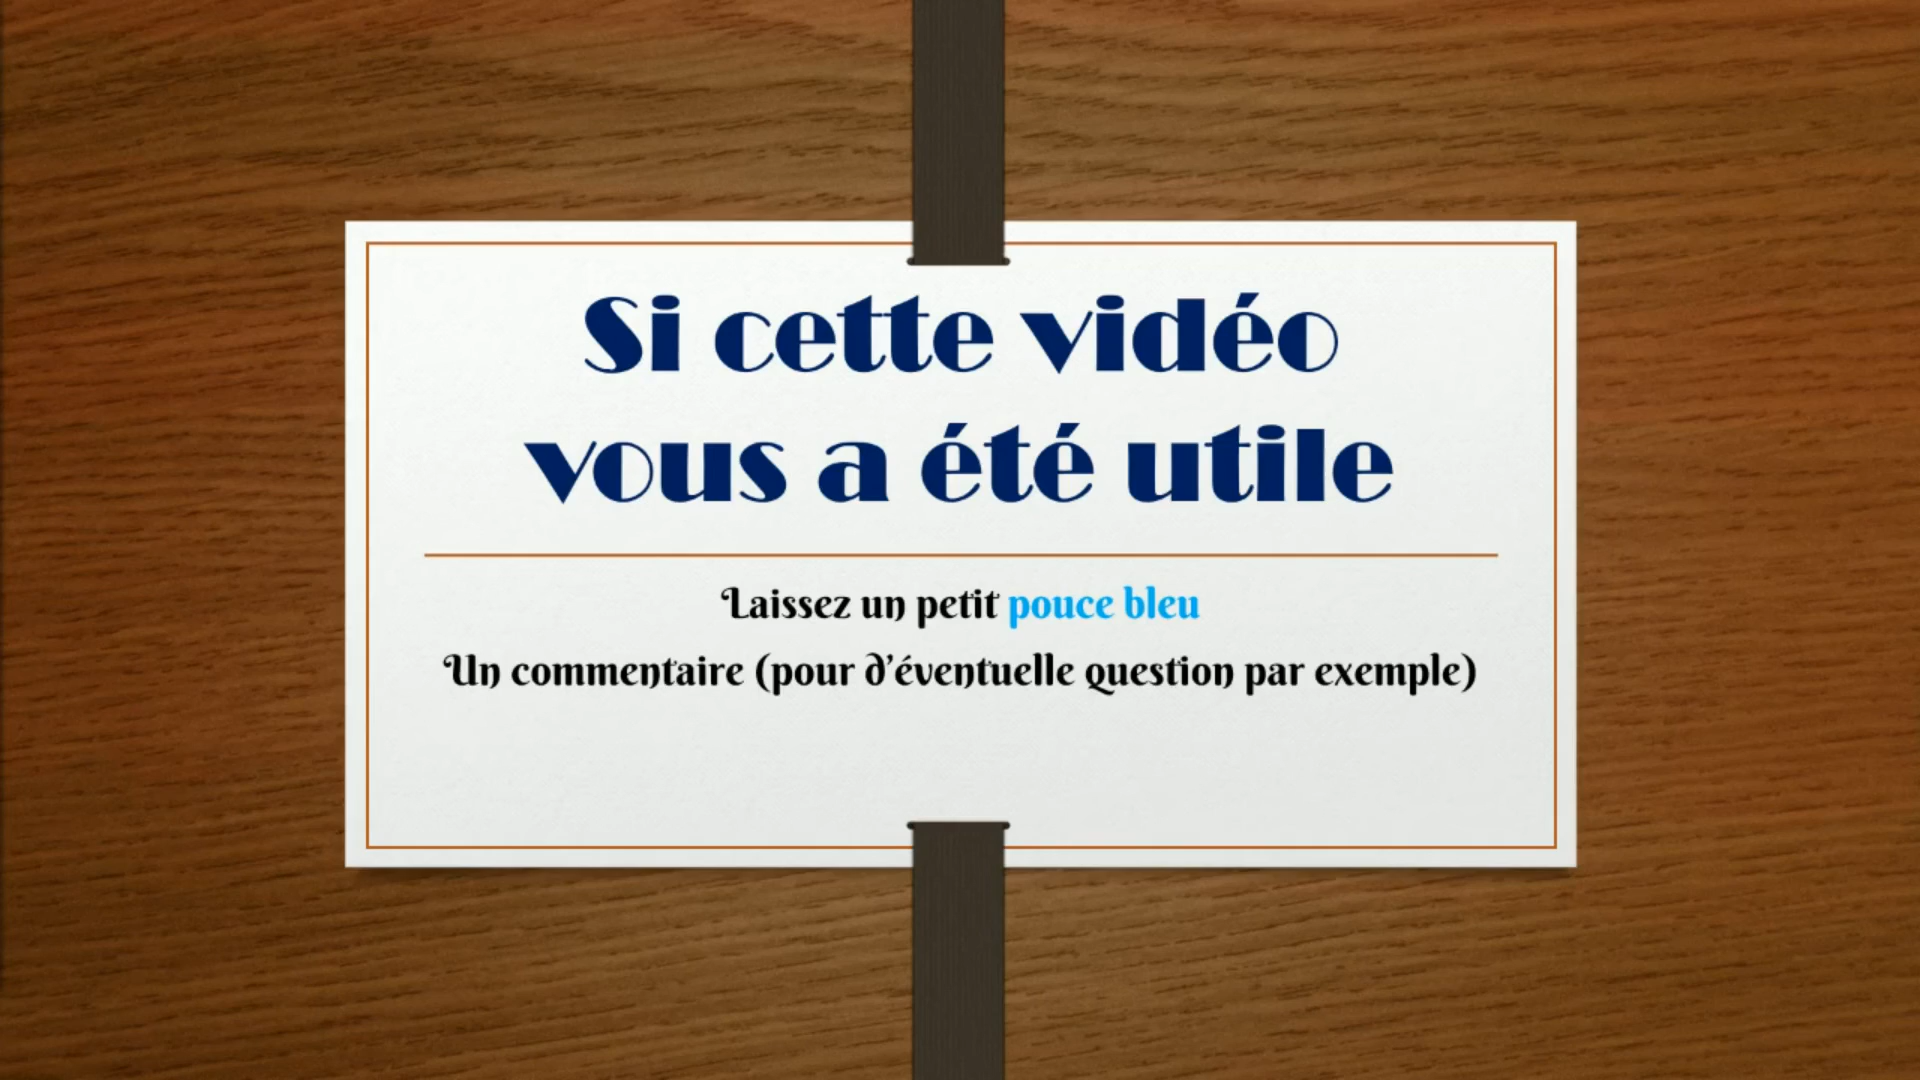 Si cette vidéo
vous a été utile
Laissez un petit pouce bleu
Un commentaire (pour d’éventuelle question par exemple)